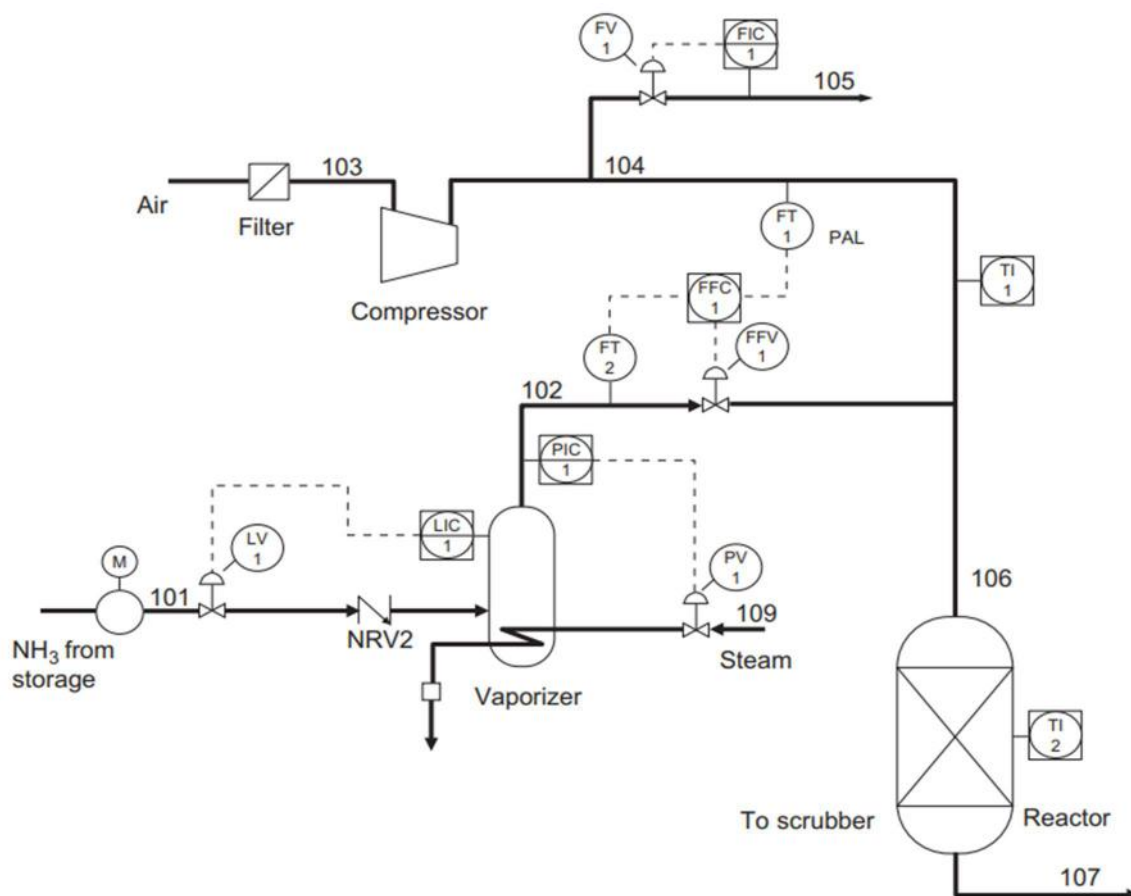 FV
1
FIC
1
105
103
104
Air
Filter
Compressor
FT
1
PAL
FFC
1
TI
1
FT
2
FFV
1
102
PIC
1
LIC
1
LV
1
M
101
PV
1
109
106
NH₃ from
storage
NRV2
Steam
Vaporizer
TI
2
To scrubber
Reactor
107